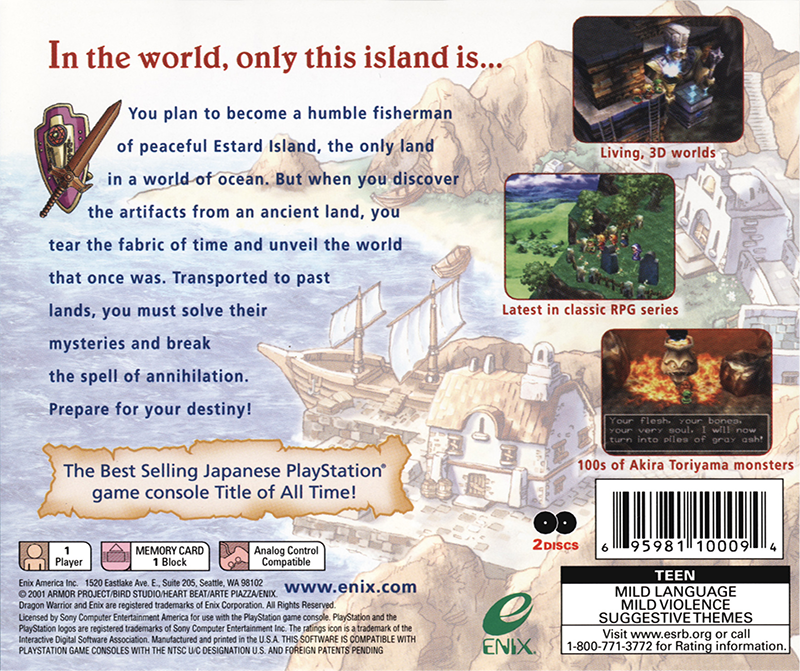 In the world, only this island is...
You plan to become a humble fisherman
of peaceful Estard Island, the only land
in a world of ocean. But when you discover
the artifacts from an ancient land, you
tear the fabric of time and unveil the world
that once was. Transported to past
lands, you must solve their
mysteries and break
the spell of annihilation.
Prepare for your destiny!
Living, 3D worlds
Latest in classic RPG series
Your flesh, your bones,
your very soul. I will now
turn into piles of gray ash!
100s of Akira Toriyama monsters
The Best Selling Japanese PlayStation®
game console Title of All Time!
1
Player
MEMORY CARD
1 Block
Analog Control
Compatible
2 DISCS
6 95981 10009 4
Enix America Inc. 1520 Eastlake Ave. E., Suite 205, Seattle, WA 98102
© 2001 ARMOR PROJECT/BIRD STUDIO/HEART BEAT/ARTE PIAZZA/ENIX.
Dragon Warrior and Enix are registered trademarks of Enix Corporation. All Rights Reserved.
Licensed by Sony Computer Entertainment America for use with the PlayStation game console. PlayStation and the
PlayStation logos are registered trademarks of Sony Computer Entertainment Inc. The ratings icon is a trademark of the
Interactive Digital Software Association. Manufactured and printed in the U.S.A. THIS SOFTWARE IS COMPATIBLE WITH
PLAYSTATION GAME CONSOLES WITH THE NTSC U/C DESIGNATION U.S. AND FOREIGN PATENTS PENDING
www.enix.com
ENIX.
TEEN
MILD LANGUAGE
MILD VIOLENCE
SUGGESTIVE THEMES
Visit www.esrb.org or call
1-800-771-3772 for Rating information.